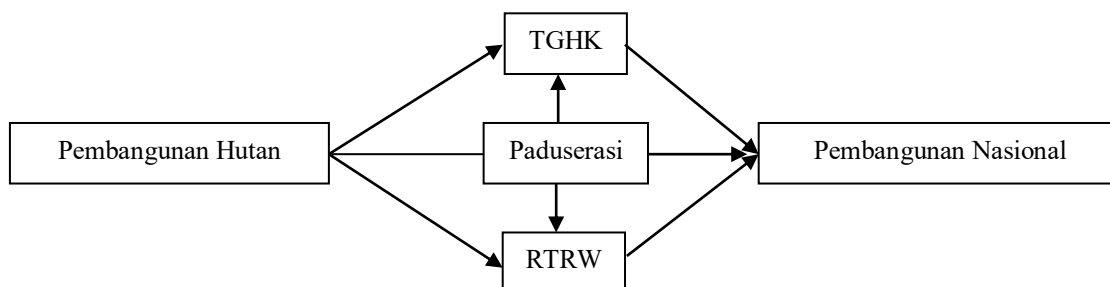 TGHK
Pembangunan Hutan
Paduserasi
Pembangunan Nasional
RTRW